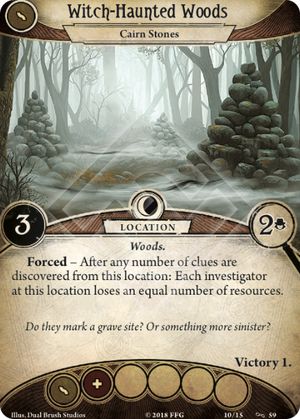 Witch-Haunted Woods
Cairn Stones
3
2
LOCATION
Woods.
Forced – After any number of clues are
discovered from this location: Each investigator
at this location loses an equal number of resources.
Do they mark a grave site? Or something more sinister?
Victory 1.
Illus. Dual Brush Studios
© 2018 FFG
10/15
59